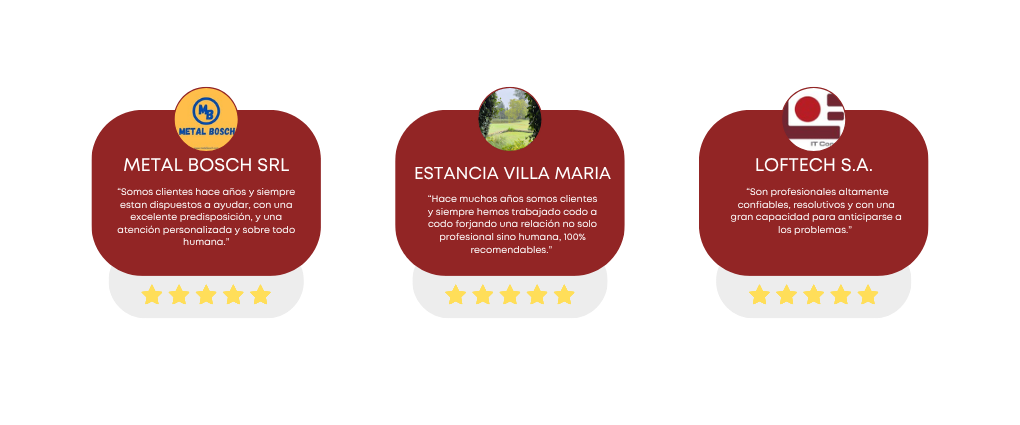 MB
METAL BOSCH
METAL BOSCH SRL
“Somos clientes hace años y siempre
estan dispuestos a ayudar, con una
excelente predisposición, y una
atención personalizada y sobre todo
humana.”
ESTANCIA VILLA MARIA
“Hace muchos años somos clientes
y siempre hemos trabajado codo a
codo forjando una relación no solo
profesional sino humana, 100%
recomendables.”
IT
LOFTECH S.A.
“Son profesionales altamente
confiables, resolutivos y con una
gran capacidad para anticiparse a
los problemas.”